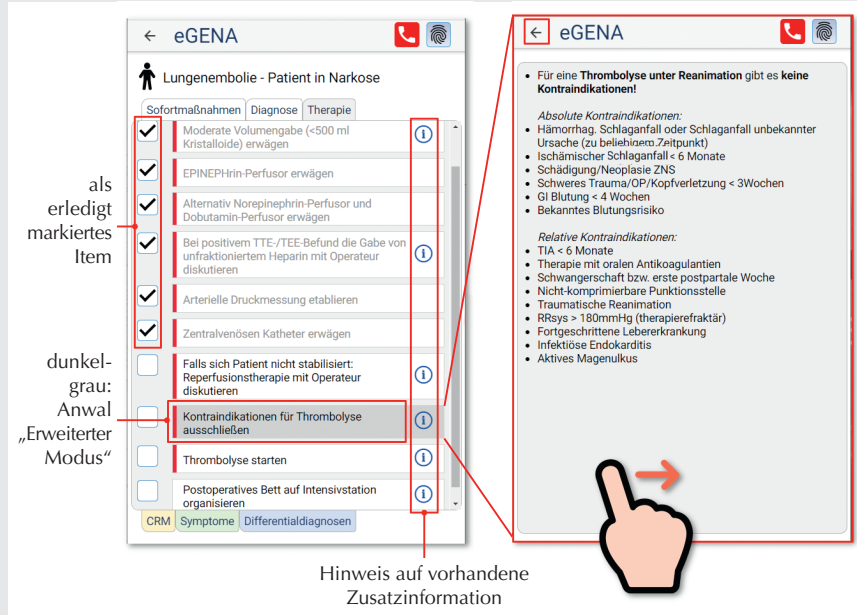 eGENA
Lungenembolie - Patient in Narkose
Sofortmaßnahmen Diagnose Therapie
Moderate Volumengabe (<500 ml
Kristalloide) erwägen
EPINEPHrin-Perfusor erwägen
Alternativ Norepinephrin-Perfusor und
Dobutamin-Perfusor erwägen
Bei positivem TTE-/TEE-Befund die Gabe von
unfraktioniertem Heparin mit Operateur
diskutieren
Arterielle Druckmessung etablieren
Zentralvenösen Katheter erwägen
Falls sich Patient nicht stabilisiert:
Reperfusionstherapie mit Operateur
diskutieren
Kontraindikationen für Thrombolyse
ausschließen
Thrombolyse starten
Postoperatives Bett auf Intensivstation
organisieren
CRM Symptome Differentialdiagnosen
als
erledigt
markiertes
Item
dunkel-
grau:
Anwal
„Erweiterter
Modus“
Hinweis auf vorhandene
Zusatzinformation
eGENA
• Für eine Thrombolyse unter Reanimation gibt es keine
Kontraindikationen!
Absolute Kontraindikationen:
• Hämorrhag. Schlaganfall oder Schlaganfall unbekannter
Ursache (zu beliebigem Zeitpunkt)
• Ischämischer Schlaganfall < 6 Monate
• Schädigung/Neoplasie ZNS
• Schweres Trauma/OP/Kopfverletzung < 3Wochen
• GI Blutung < 4 Wochen
• Bekanntes Blutungsrisiko
Relative Kontraindikationen:
• TIA < 6 Monate
• Therapie mit oralen Antikoagulantien
• Schwangerschaft bzw. erste postpartale Woche
• Nicht-komprimierbare Punktionsstelle
• Traumatische Reanimation
• RRsys > 180mmHg (therapierefraktär)
• Fortgeschrittene Lebererkrankung
• Infektiöse Endokarditis
• Aktives Magenulkus